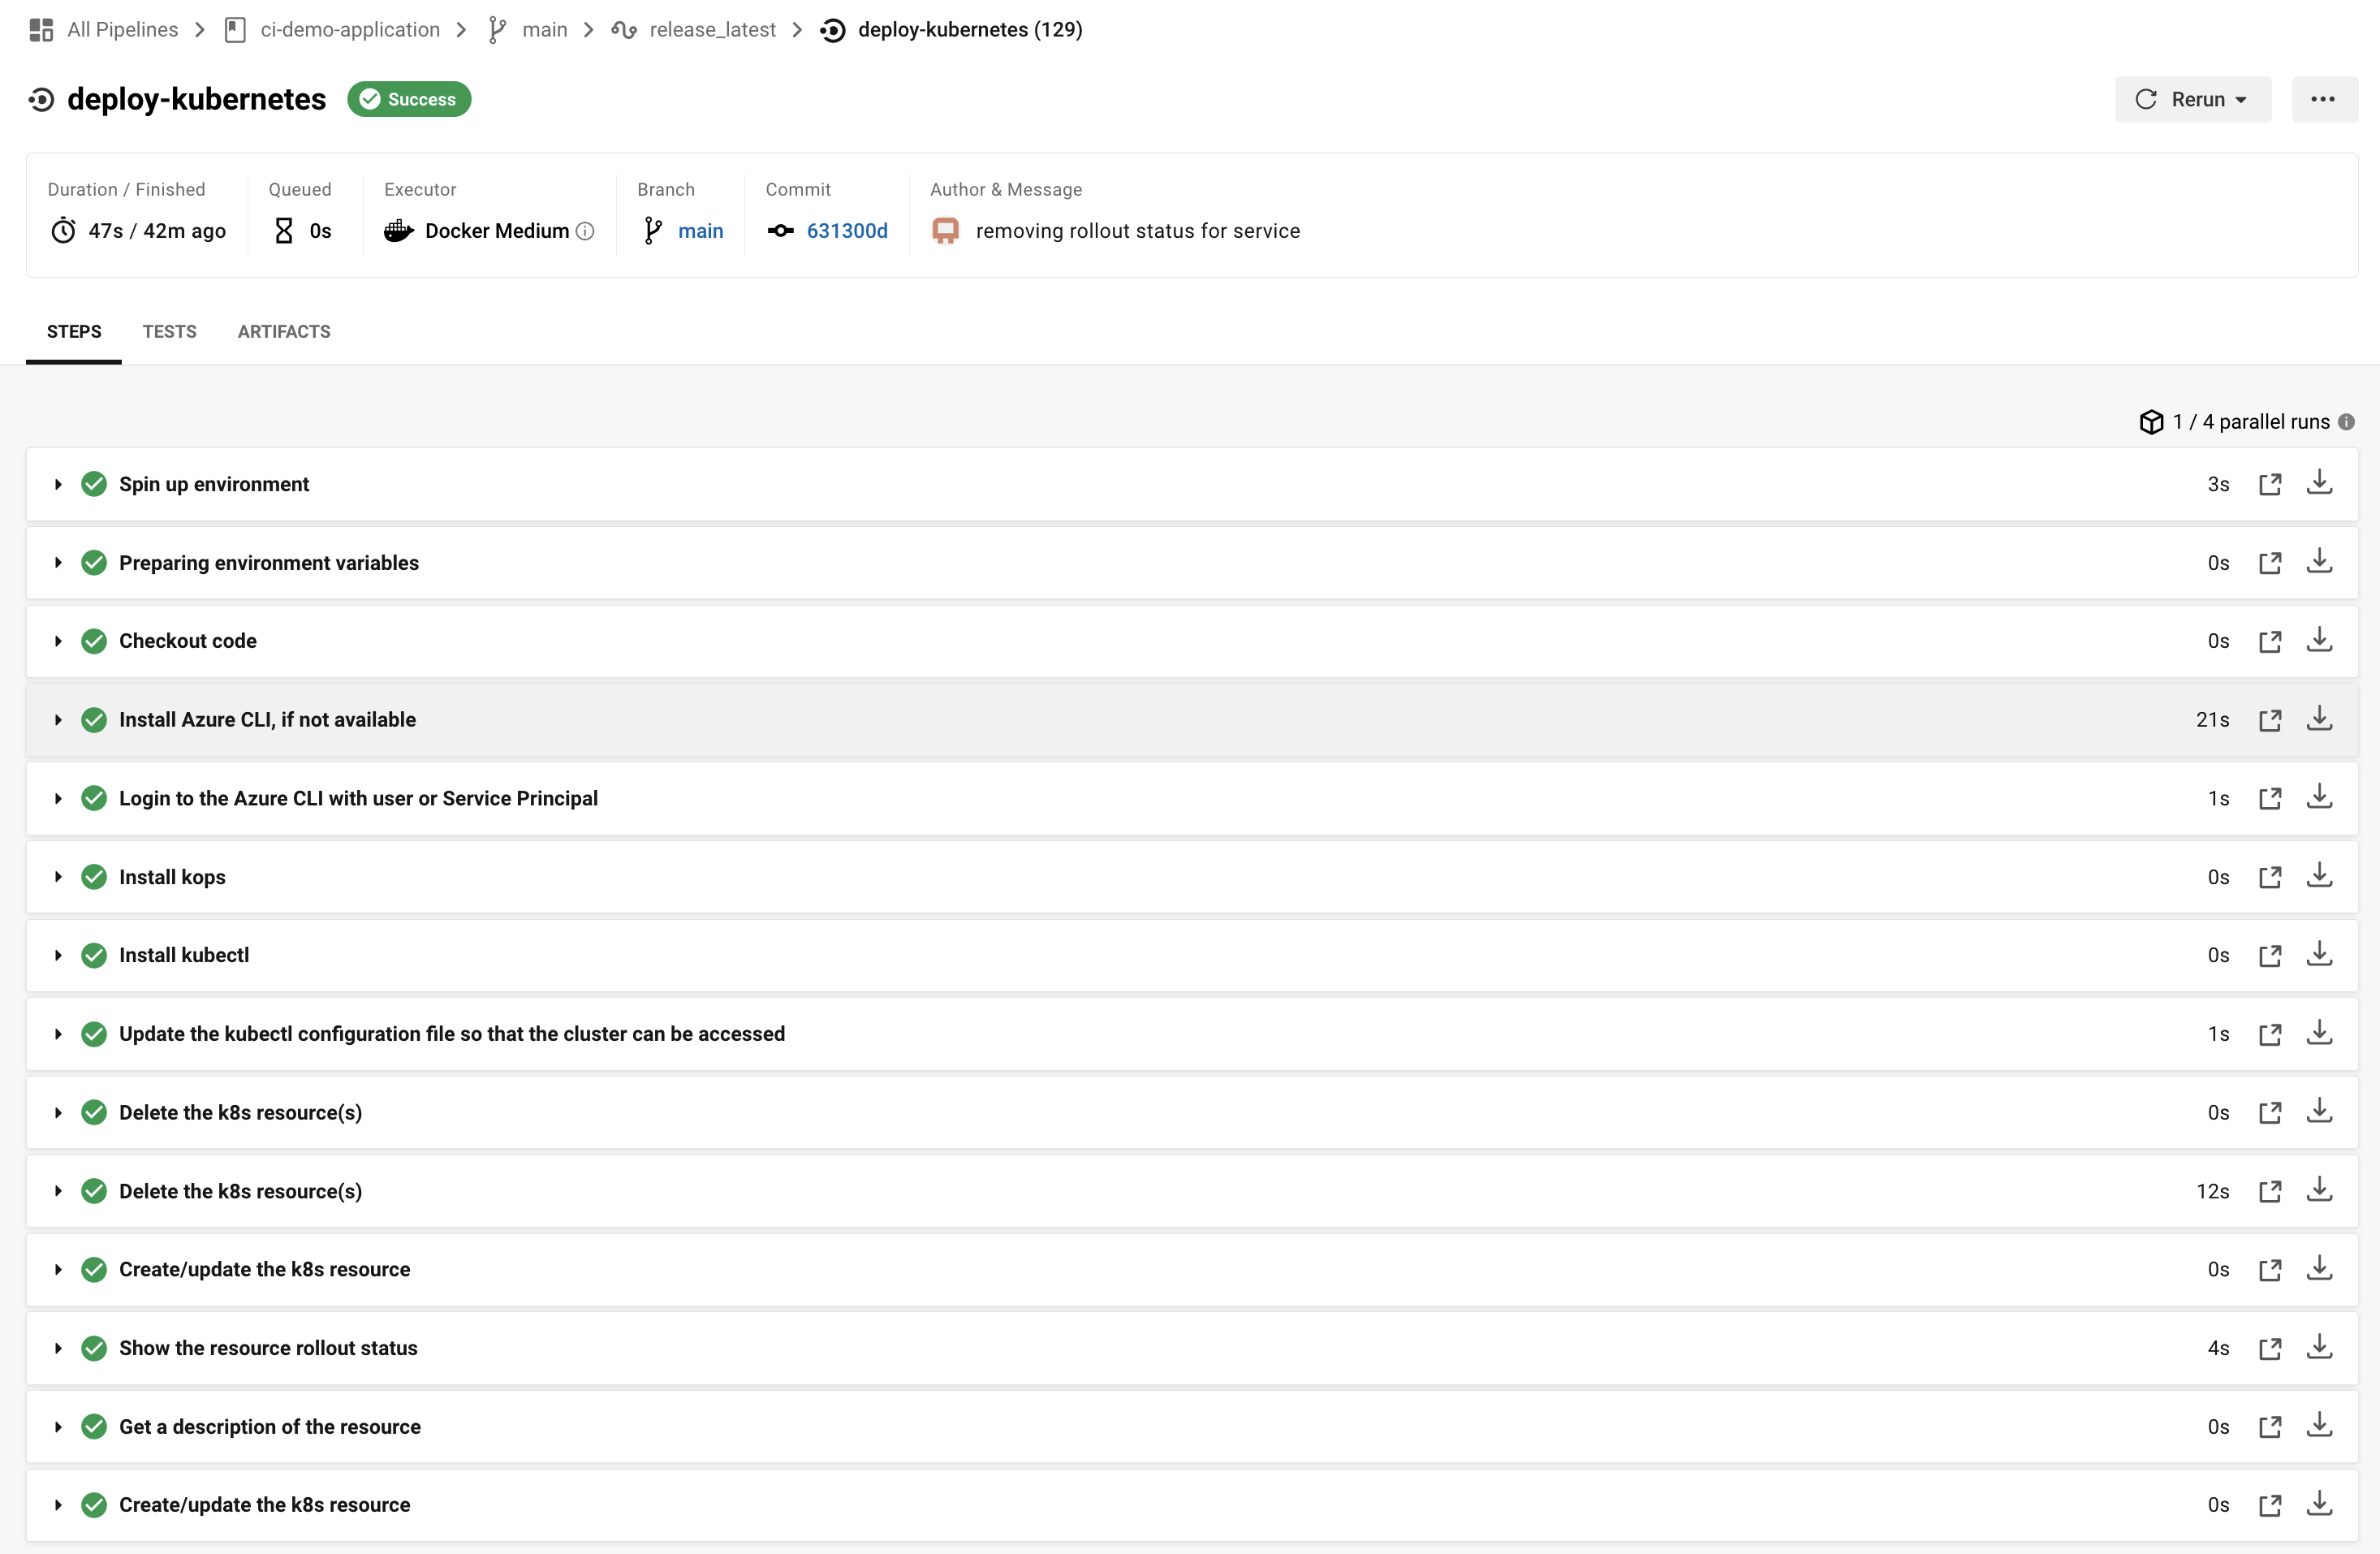 All Pipelines > ci-demo-application > main > release_latest > deploy-kubernetes (129)
deploy-kubernetes Success Rerun
Duration / Finished Queued Executor Branch Commit Author & Message
47s / 42m ago 0s Docker Medium main 631300d removing rollout status for service
STEPS TESTS ARTIFACTS
1 / 4 parallel runs
Spin up environment 3s
Preparing environment variables 0s
Checkout code 0s
Install Azure CLI, if not available 21s
Login to the Azure CLI with user or Service Principal 1s
Install kops 0s
Install kubectl 0s
Update the kubectl configuration file so that the cluster can be accessed 1s
Delete the k8s resource(s) 0s
Delete the k8s resource(s) 12s
Create/update the k8s resource 0s
Show the resource rollout status 4s
Get a description of the resource 0s
Create/update the k8s resource 0s